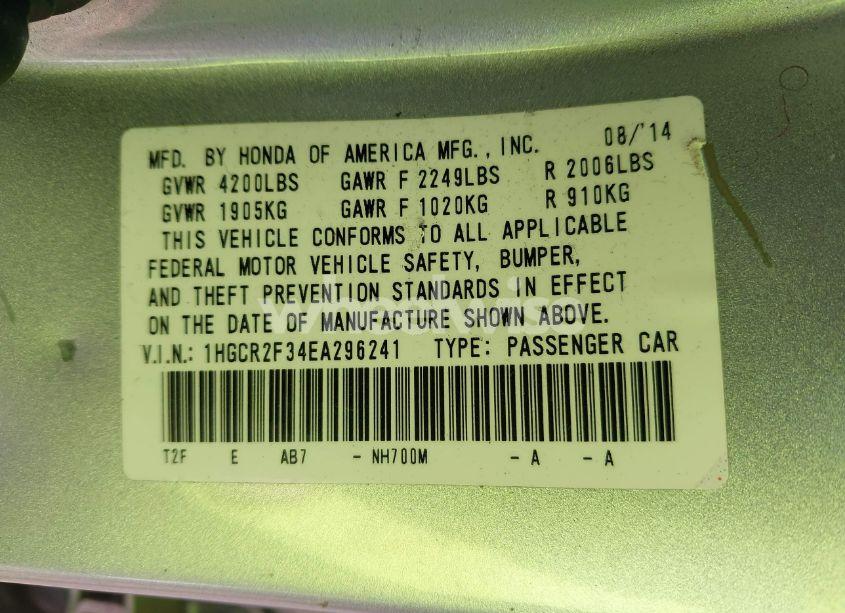 MFD. BY HONDA OF AMERICA MFG., INC. 08/'14
GVWR 4200LBS GAWR F 2249LBS R 2006LBS
GVWR 1905KG GAWR F 1020KG R 910KG
THIS VEHICLE CONFORMS TO ALL APPLICABLE
FEDERAL MOTOR VEHICLE SAFETY, BUMPER,
AND THEFT PREVENTION STANDARDS IN EFFECT
ON THE DATE OF MANUFACTURE SHOWN ABOVE.
V.I.N.: 1HGCR2F34EA296241 TYPE: PASSENGER CAR
T2F E AB7 - NH700M - A - A